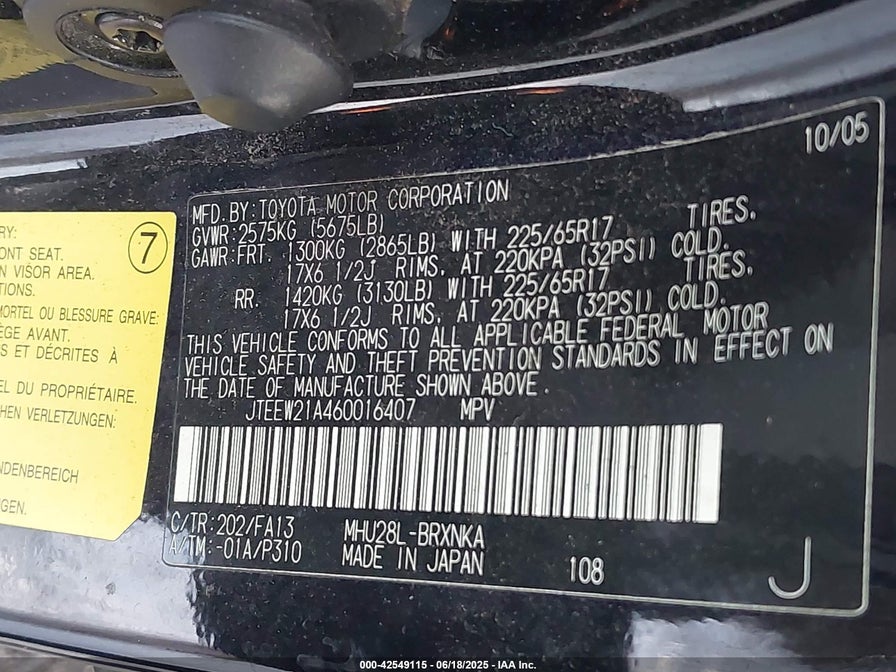 10/05
MFD. BY: TOYOTA MOTOR CORPORATION
GVWR: 2575KG (5675LB)
GAWR: FRT. 1300KG (2865LB) WITH 225/65R17 TIRES.
17X6 1/2J RIMS, AT 220KPA (32PSI) COLD.
RR. 1420KG (3130LB) WITH 225/65R17 TIRES.
17X6 1/2J RIMS, AT 220KPA (32PSI) COLD.
THIS VEHICLE CONFORMS TO ALL APPLICABLE FEDERAL MOTOR
VEHICLE SAFETY AND THEFT PREVENTION STANDARDS IN EFFECT ON
THE DATE OF MANUFACTURE SHOWN ABOVE.
JTEEW21A460016407 MPV
C/TR: 202/FA13 MHU28L-BRXNKA
A/TM: -01A/P310 MADE IN JAPAN 108 J
7
RY:
ONT SEAT.
N VISOR AREA.
TIONS.
MORTEL OU BLESSURE GRAVE:
ÈGE AVANT.
S ET DÉCRITES À
EL DU PROPRIÉTAIRE.
CHEN VERLETZUNGEN:
NDENBEREICH
GEN.
000-42549115 - 06/18/2025 - IAA Inc.